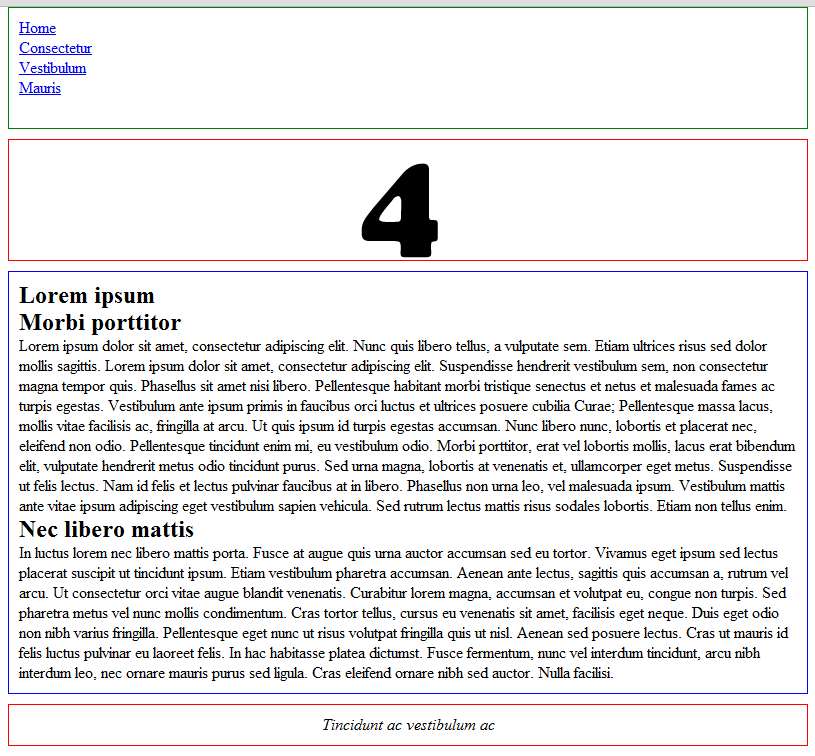 Home
Consectetur
Vestibulum
Mauris
4
Lorem ipsum
Morbi porttitor
Lorem ipsum dolor sit amet, consectetur adipiscing elit. Nunc quis libero tellus, a vulputate sem. Etiam ultrices risus sed dolor
mollis sagittis. Lorem ipsum dolor sit amet, consectetur adipiscing elit. Suspendisse hendrerit vestibulum sem, non consectetur
magna tempor quis. Phasellus sit amet nisi libero. Pellentesque habitant morbi tristique senectus et netus et malesuada fames ac
turpis egestas. Vestibulum ante ipsum primis in faucibus orci luctus et ultrices posuere cubilia Curae; Pellentesque massa lacus,
mollis vitae facilisis ac, fringilla at arcu. Ut quis ipsum id turpis egestas accumsan. Nunc libero nunc, lobortis et placerat nec,
eleifend non odio. Pellentesque tincidunt enim mi, eu vestibulum odio. Morbi porttitor, erat vel lobortis mollis, lacus erat bibendum
elit, vulputate hendrerit metus odio tincidunt purus. Sed urna magna, lobortis at venenatis et, ullamcorper eget metus. Suspendisse
ut felis lectus. Nam id felis et lectus pulvinar faucibus at in libero. Phasellus non urna leo, vel malesuada ipsum. Vestibulum mattis
ante vitae ipsum adipiscing eget vestibulum sapien vehicula. Sed rutrum lectus mattis risus sodales lobortis. Etiam non tellus enim.
Nec libero mattis
In luctus lorem nec libero mattis porta. Fusce at augue quis urna auctor accumsan sed eu tortor. Vivamus eget ipsum sed lectus
placerat suscipit ut tincidunt ipsum. Etiam vestibulum pharetra accumsan. Aenean ante lectus, sagittis quis accumsan a, rutrum vel
arcu. Ut consectetur orci vitae augue blandit venenatis. Curabitur lorem magna, accumsan et volutpat eu, congue non turpis. Sed
pharetra metus vel nunc mollis condimentum. Cras tortor tellus, cursus eu venenatis sit amet, facilisis eget neque. Duis eget odio
non nibh varius fringilla. Pellentesque eget nunc ut risus volutpat fringilla quis ut nisl. Aenean sed posuere lectus. Cras ut mauris id
felis luctus pulvinar eu laoreet felis. In hac habitasse platea dictumst. Fusce fermentum, nunc vel interdum tincidunt, arcu nibh
interdum leo, nec ornare mauris purus sed ligula. Cras eleifend ornare nibh sed auctor. Nulla facilisi.
Tincidunt ac vestibulum ac